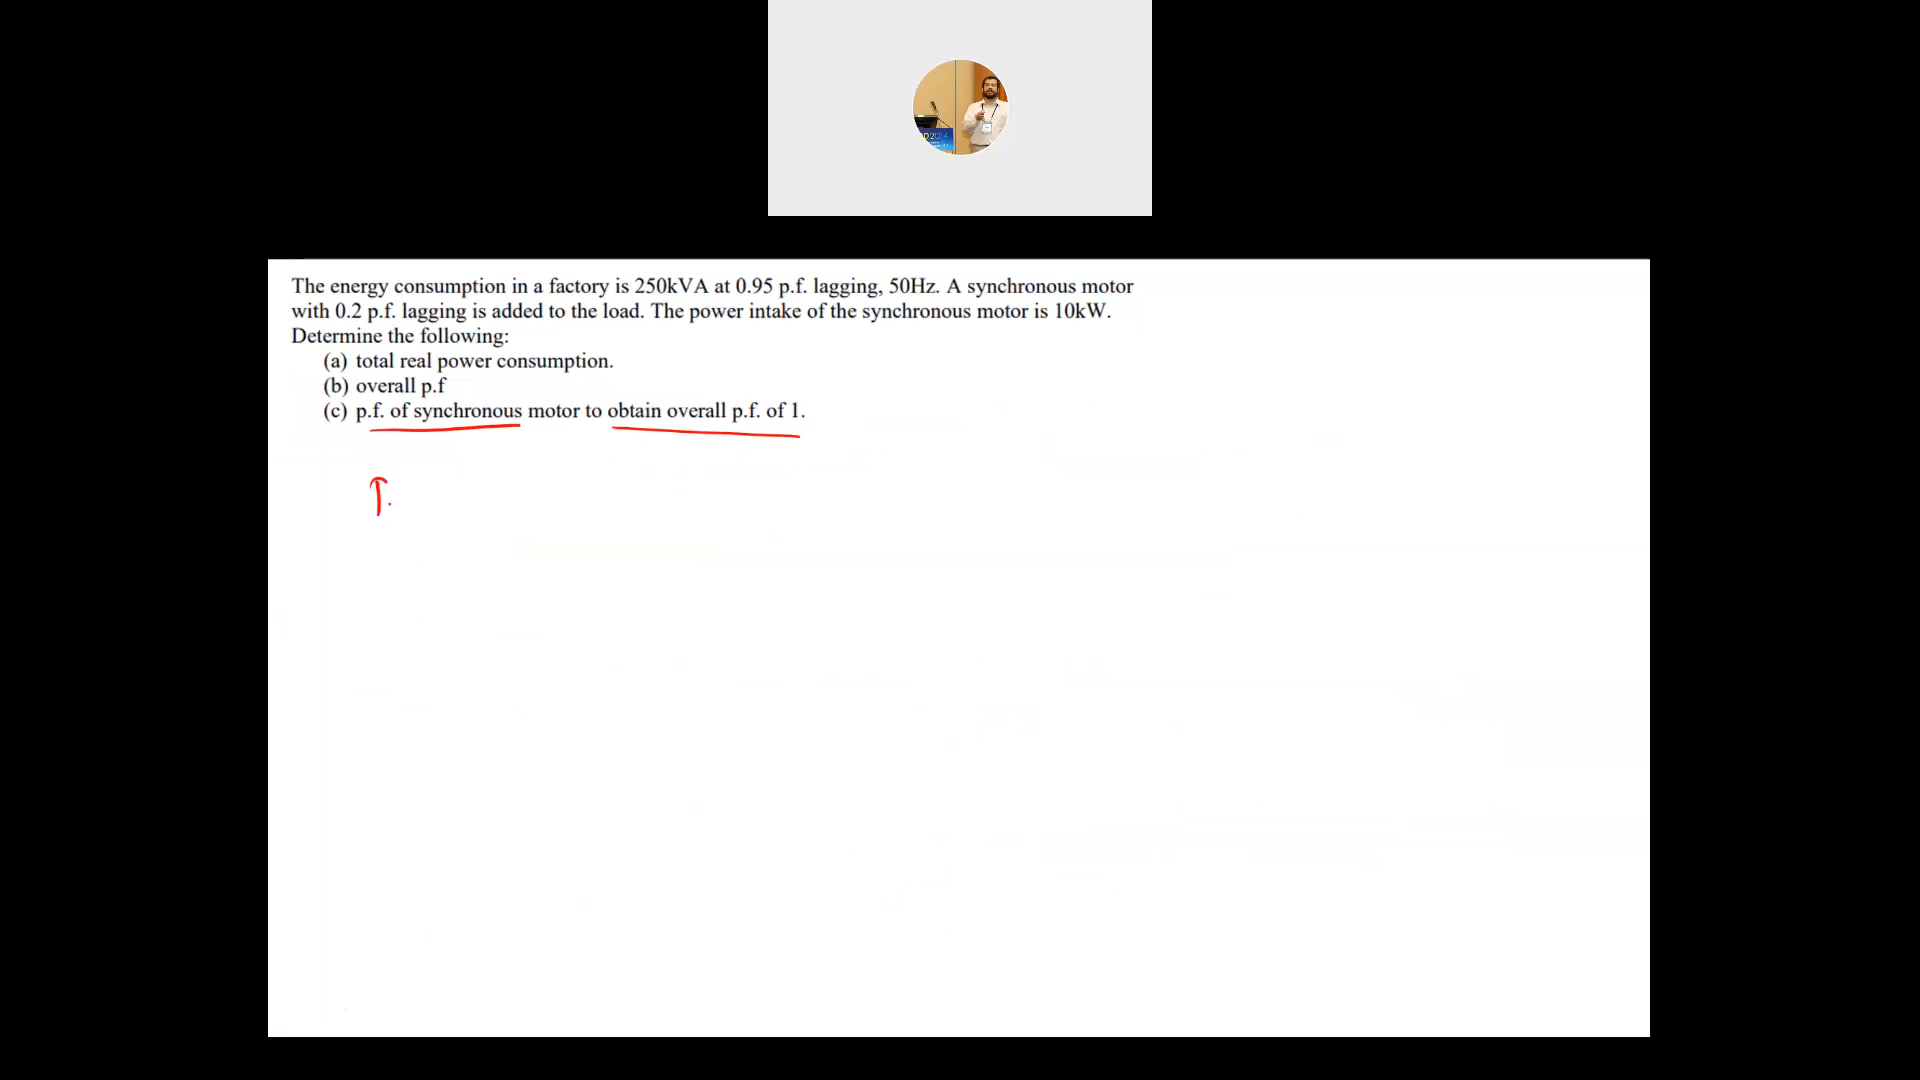 D2014
The energy consumption in a factory is 250kVA at 0.95 p.f. lagging, 50Hz. A synchronous motor
with 0.2 p.f. lagging is added to the load. The power intake of the synchronous motor is 10kW.
Determine the following:
(a) total real power consumption.
(b) overall p.f
(c) p.f. of synchronous motor to obtain overall p.f. of 1.